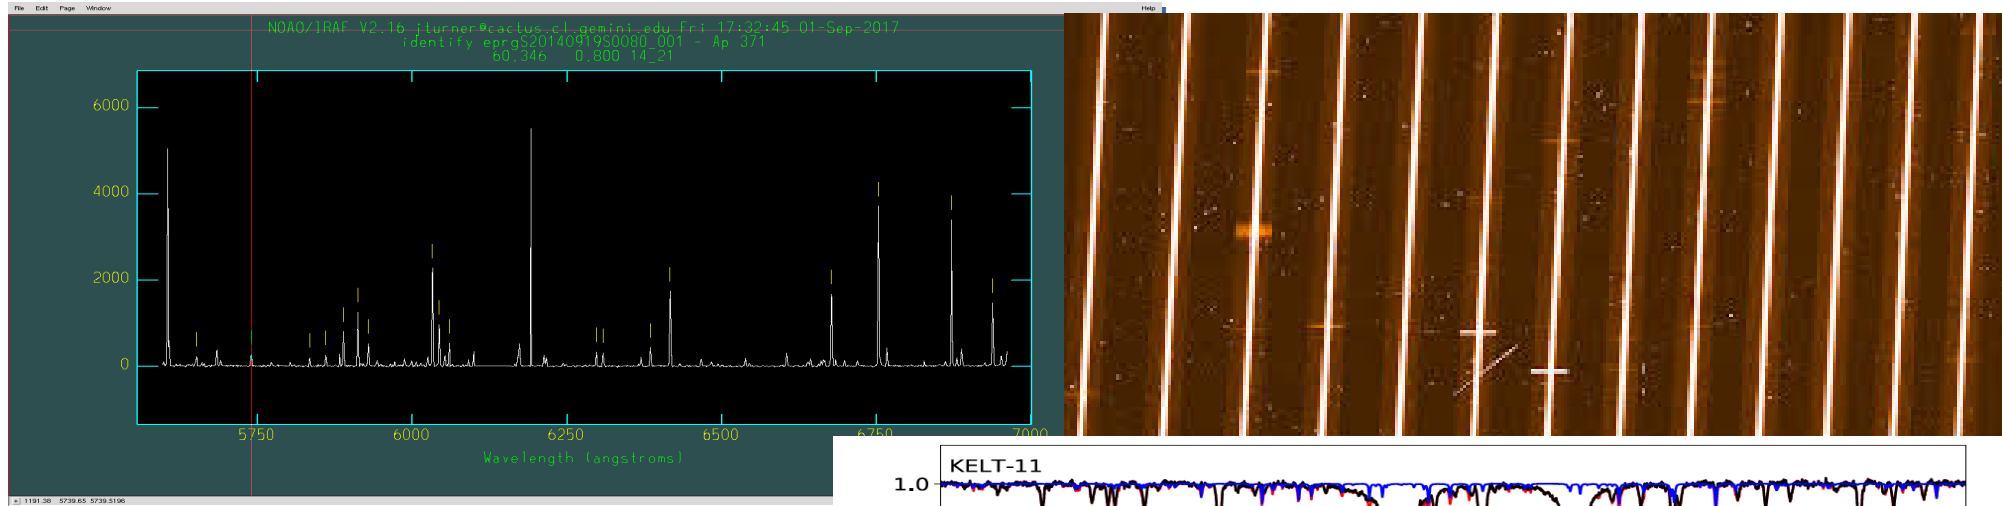 File Edit Page Window Help
NOAO/IRAF V2.16 jturner@cactus.cl.gemini.edu Fri 17:32:45 01-Sep-2017
identify eprgS20140919S0080_001 - Ap 371
60.346 0.800 14_21
6000
4000
2000
0
5750 6000 6250 6500 6750 7000
Wavelength (angstroms)
1191.38 5739.65 5739.5196
KELT-11
1.0